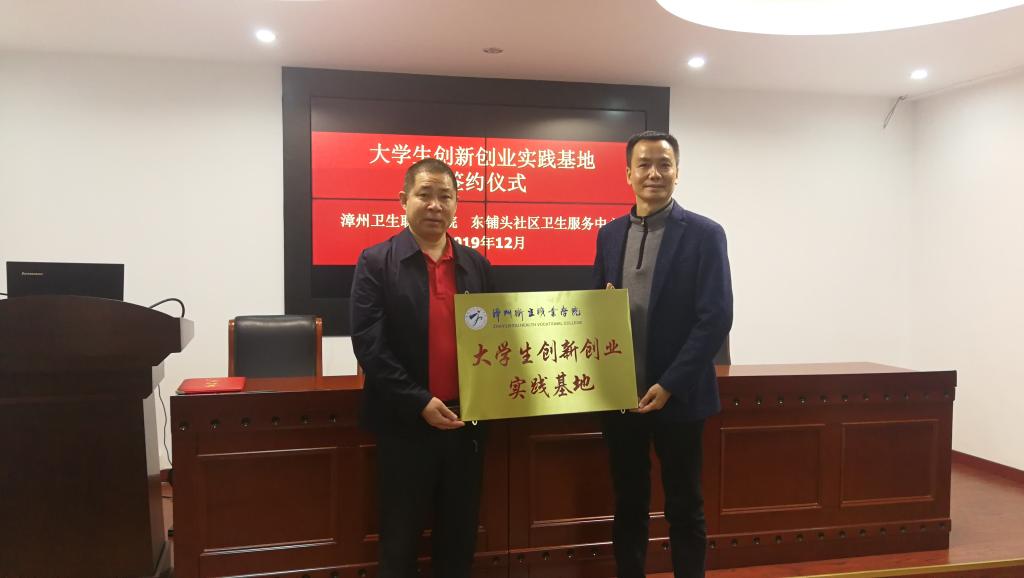 大学生创新创业实践基地
签约仪式
漳州卫生职 院 东铺头社区卫生服务中心
019年12月
漳州卫生职业学院
ZHANGZHOU HEALTH VOCATIONAL COLLEGE
大学生创新创业
实践基地
lenovo